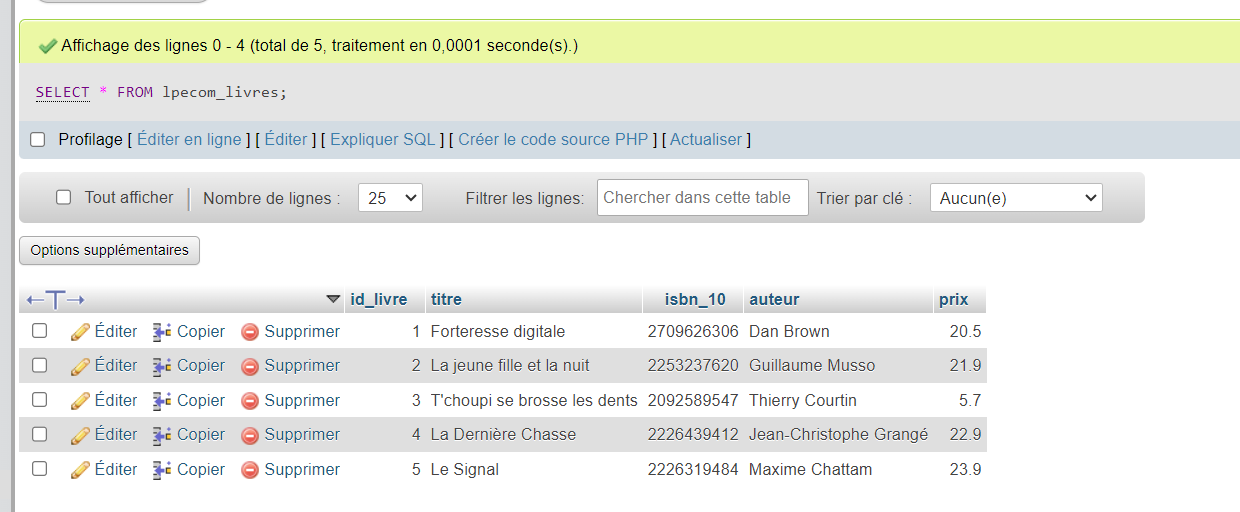 Affichage des lignes 0 - 4 (total de 5, traitement en 0,0001 seconde(s).)
SELECT * FROM lpecom_livres;
Profilage [ Éditer en ligne ] [ Éditer ] [ Expliquer SQL ] [ Créer le code source PHP ] [ Actualiser ]
Tout afficher Nombre de lignes : 25 Filtrer les lignes: Chercher dans cette table Trier par clé : Aucun(e)
Options supplémentaires
id_livre titre isbn_10 auteur prix
Éditer Copier Supprimer 1 Forteresse digitale 2709626306 Dan Brown 20.5
Éditer Copier Supprimer 2 La jeune fille et la nuit 2253237620 Guillaume Musso 21.9
Éditer Copier Supprimer 3 T'choupi se brosse les dents 2092589547 Thierry Courtin 5.7
Éditer Copier Supprimer 4 La Dernière Chasse 2226439412 Jean-Christophe Grangé 22.9
Éditer Copier Supprimer 5 Le Signal 2226319484 Maxime Chattam 23.9